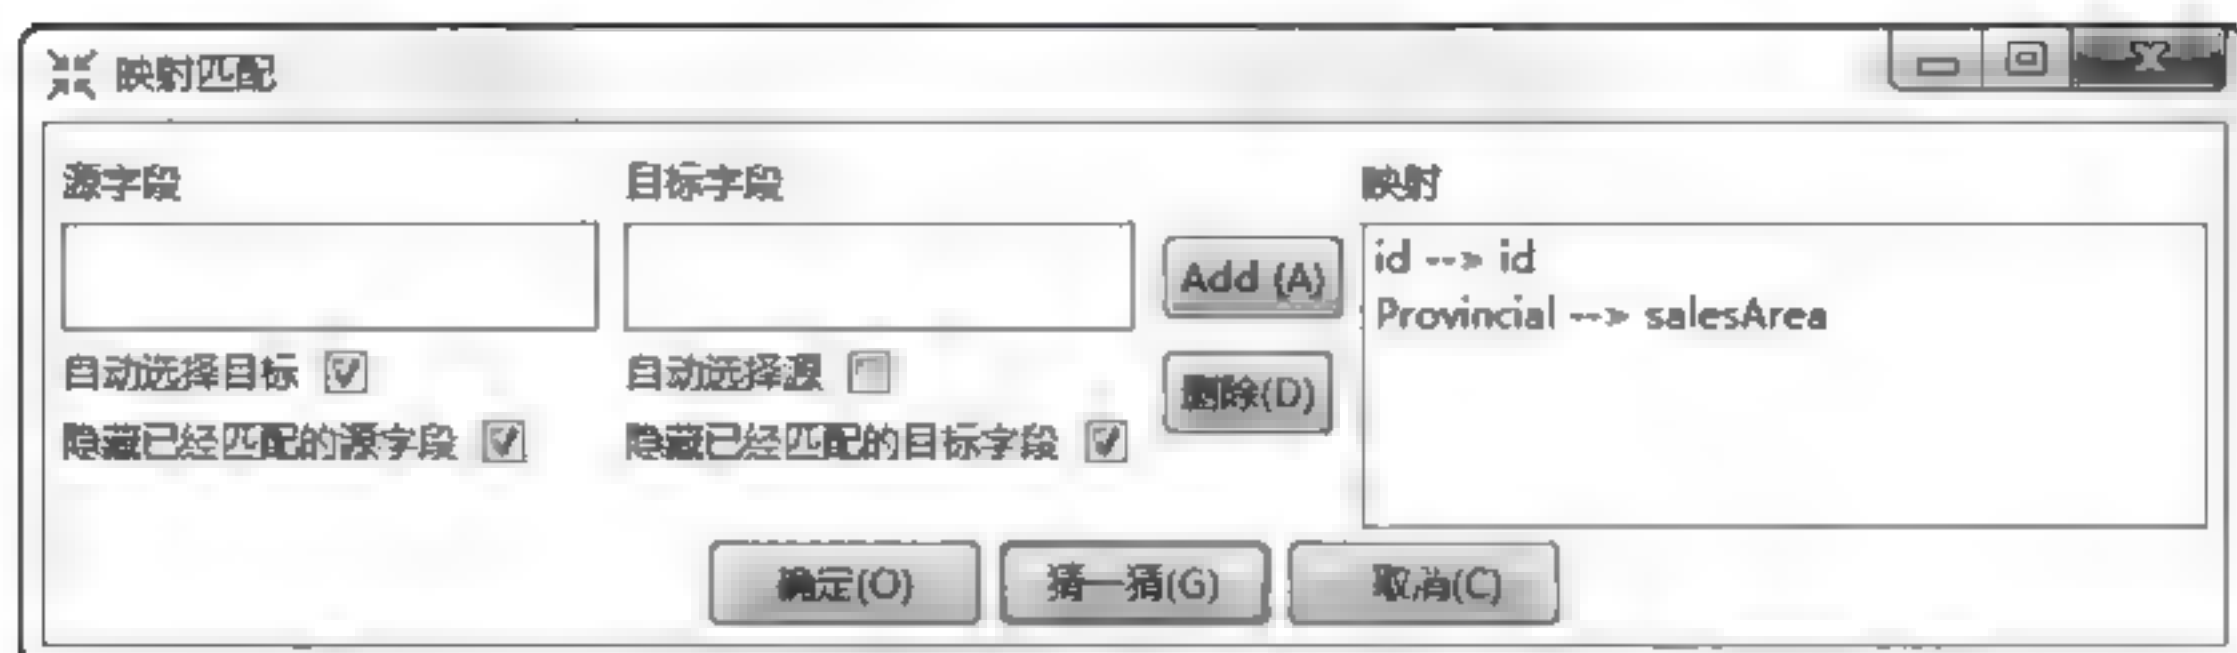 映射匹配
源字段
目标字段
映射
Add (A)
id --> id
Provincial --> salesArea
自动选择目标
自动选择源
删除(D)
隐藏已经匹配的源字段
隐藏已经匹配的目标字段
确定(O)
猜一猜(G)
取消(C)